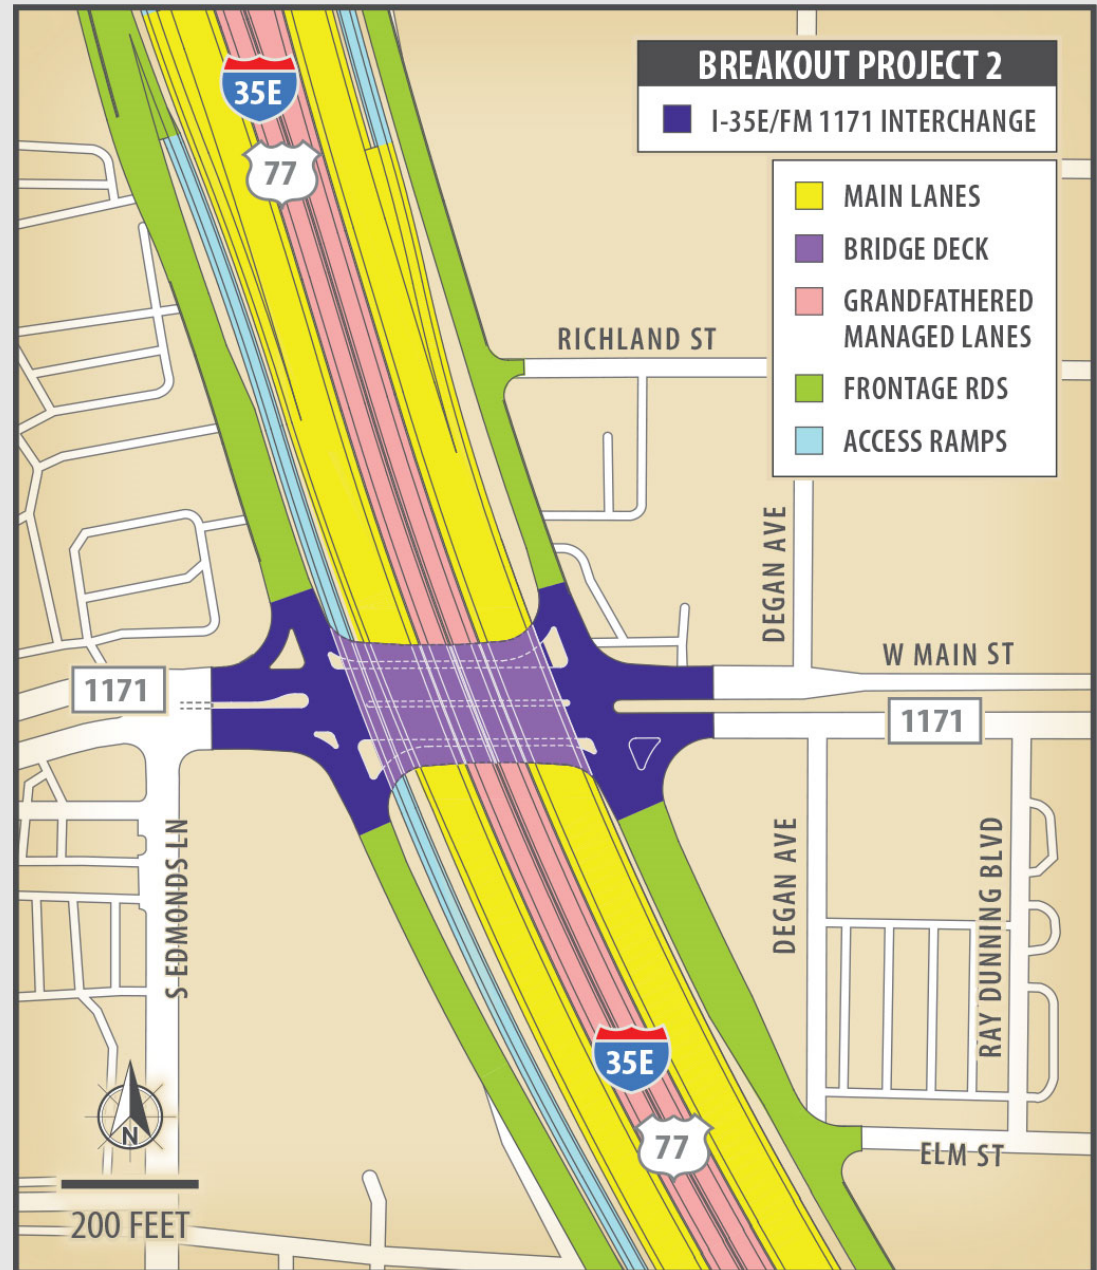 BREAKOUT PROJECT 2
I-35E/FM 1171 INTERCHANGE
35E
77
MAIN LANES
BRIDGE DECK
GRANDFATHERED
MANAGED LANES
FRONTAGE RDS
ACCESS RAMPS
RICHLAND ST
DEGAN AVE
W MAIN ST
1171
1171
S EDMONDS LN
DEGAN AVE
RAY DUNNING BLVD
35E
77
ELM ST
N
200 FEET